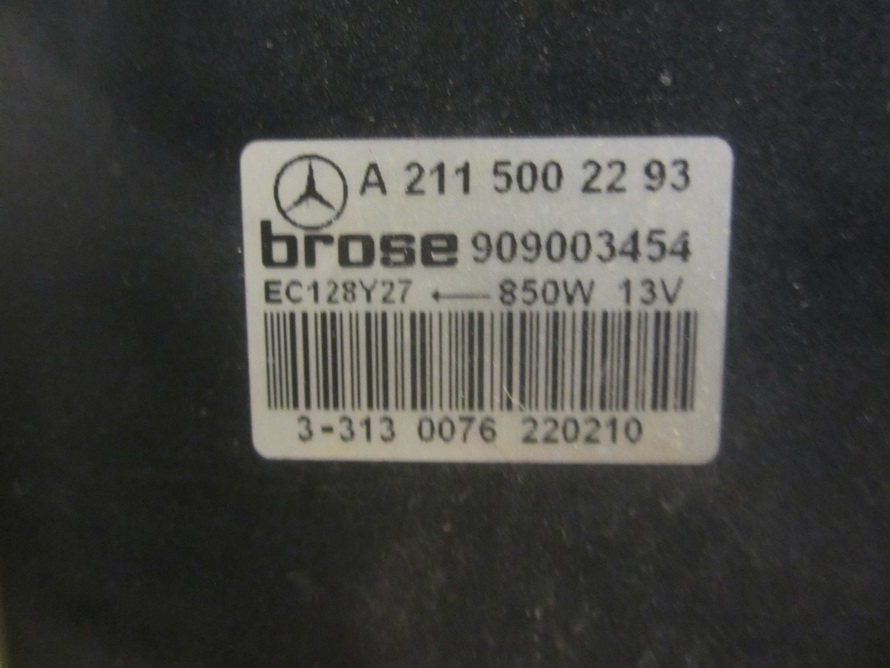 A 211 500 22 93
brose 909003454
EC128Y27 ← 850W 13V
3-313 0076 220210